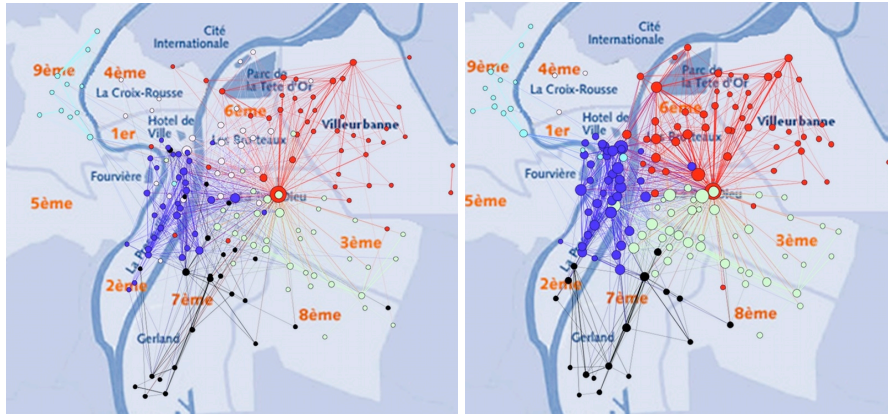 Cité
Internationale
9ème
4ème
Parc de
la Tête d'Or
La Croix-Rousse
6ème
Hotel de
Ville
1er
Villeurbanne
Fourvière
5ème
3ème
2ème
7ème
8ème
Gerland
Cité
Internationale
9ème
4ème
Parc de
la Tête d'Or
La Croix-Rousse
6ème
Hotel de
Ville
1er
Villeurbanne
Fourvière
5ème
3ème
2ème
7ème
8ème
Gerland